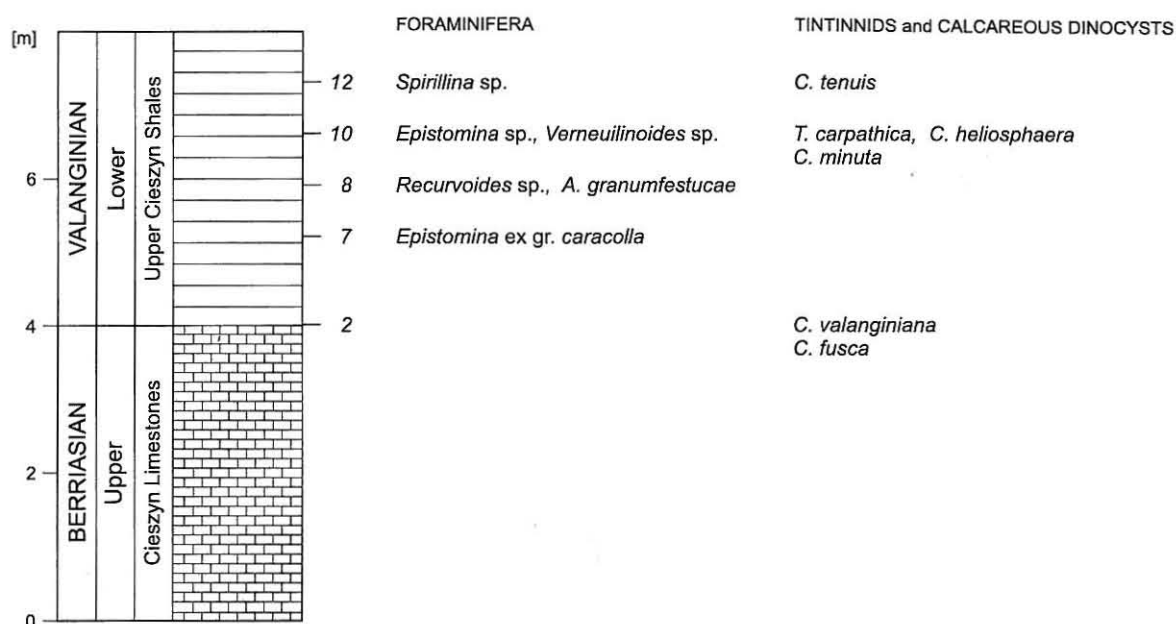 FORAMINIFERA
TINTINNIDS and CALCAREOUS DINOCYSTS
[m]
12 Spirillina sp. C. tenuis
10 Epistomina sp., Verneuilinoides sp. T. carpathica, C. heliosphaera
C. minuta
6
8 Recurvoides sp., A. granumfestucae
7 Epistomina ex gr. caracolla
4
2 C. valanginiana
C. fusca
2
0
VALANGINIAN
Lower
Upper Cieszyn Shales
BERRIASIAN
Upper
Cieszyn Limestones